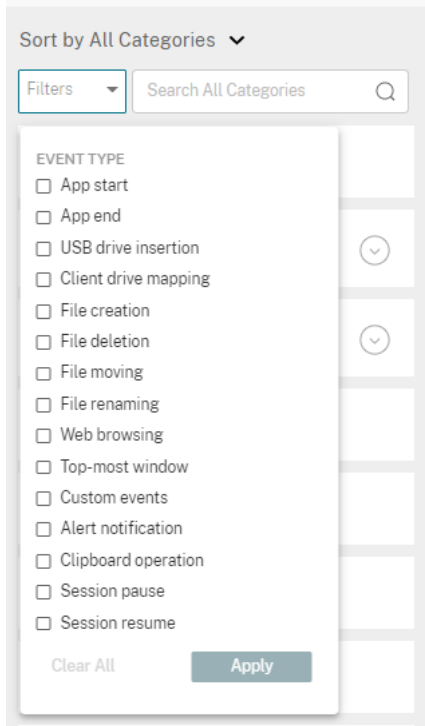 Sort by All Categories
Filters
Search All Categories
EVENT TYPE
App start
App end
USB drive insertion
Client drive mapping
File creation
File deletion
File moving
File renaming
Web browsing
Top-most window
Custom events
Alert notification
Clipboard operation
Session pause
Session resume
Clear All
Apply